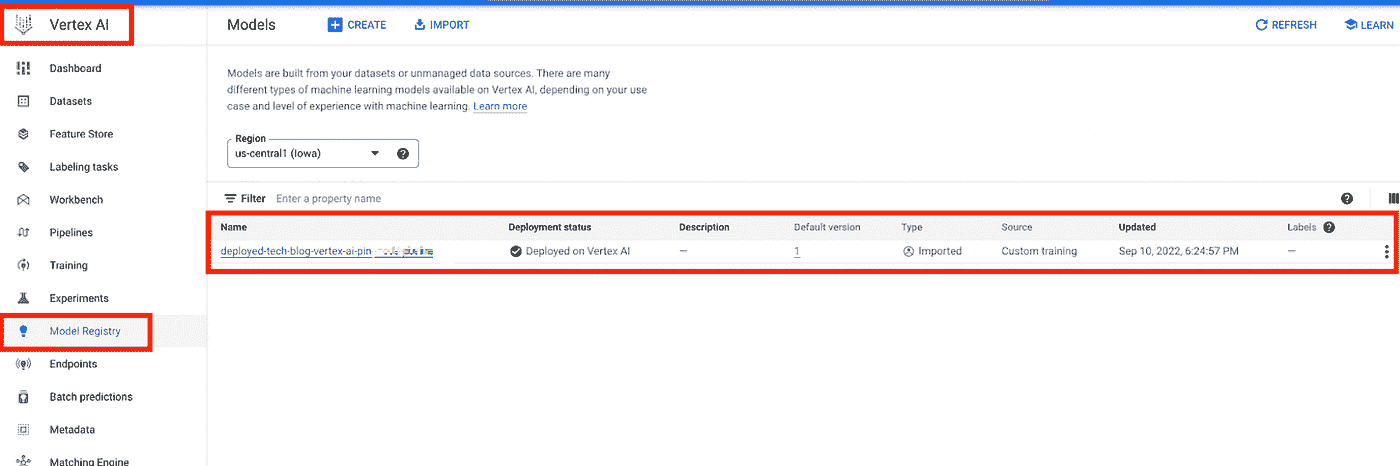 Vertex AI
Models
CREATE
IMPORT
REFRESH
LEARN
Dashboard
Datasets
Feature Store
Labeling tasks
Workbench
Pipelines
Training
Experiments
Model Registry
Endpoints
Batch predictions
Metadata
Matching Engine
Models are built from your datasets or unmanaged data sources. There are many
different types of machine learning models available on Vertex AI, depending on your use
case and level of experience with machine learning. Learn more
Region
us-central1 (Iowa)
Filter Enter a property name
Name Deployment status Description Default version Type Source Updated Labels
deployed-tech-blog-vertex-ai-pin Deployed on Vertex AI — 1 Imported Custom training Sep 10, 2022, 6:24:57 PM —